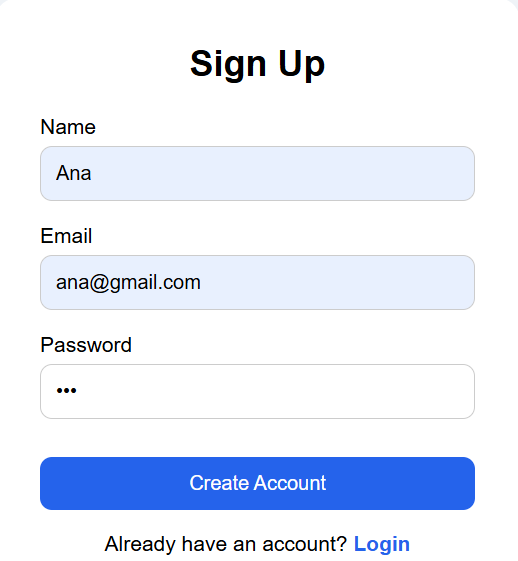 Sign Up
Name
Ana
Email
ana@gmail.com
Password
•••
Create Account
Already have an account? Login